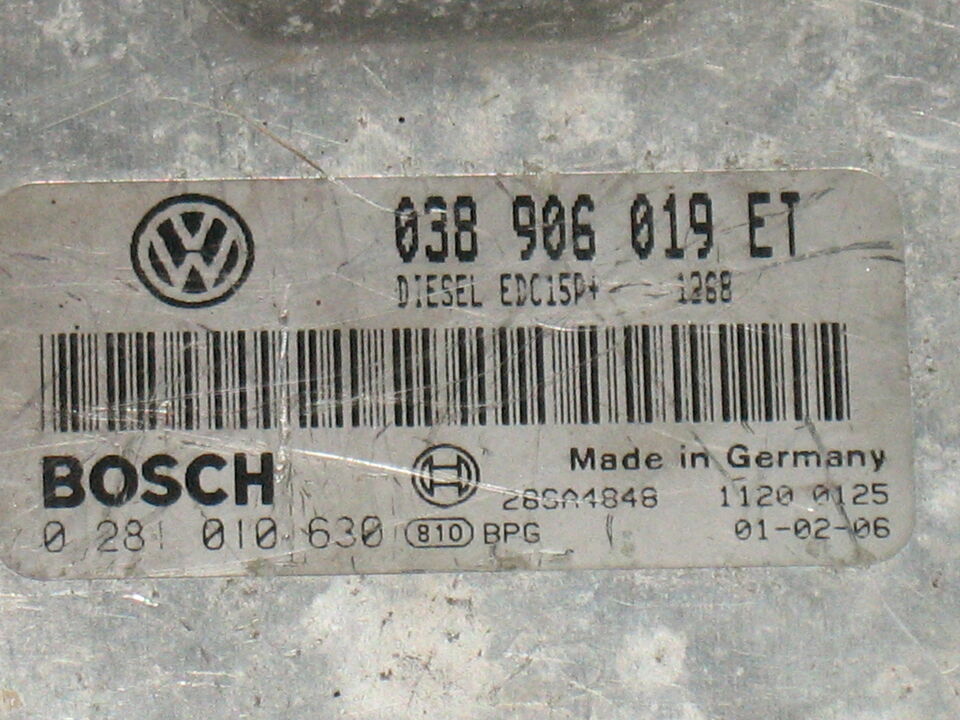 038 906 019 ET
DIESEL EDC15P+ 1268
BOSCH
Made in Germany
28SA4848 1120 0125
0 281 010 630 810 BPG 01-02-06